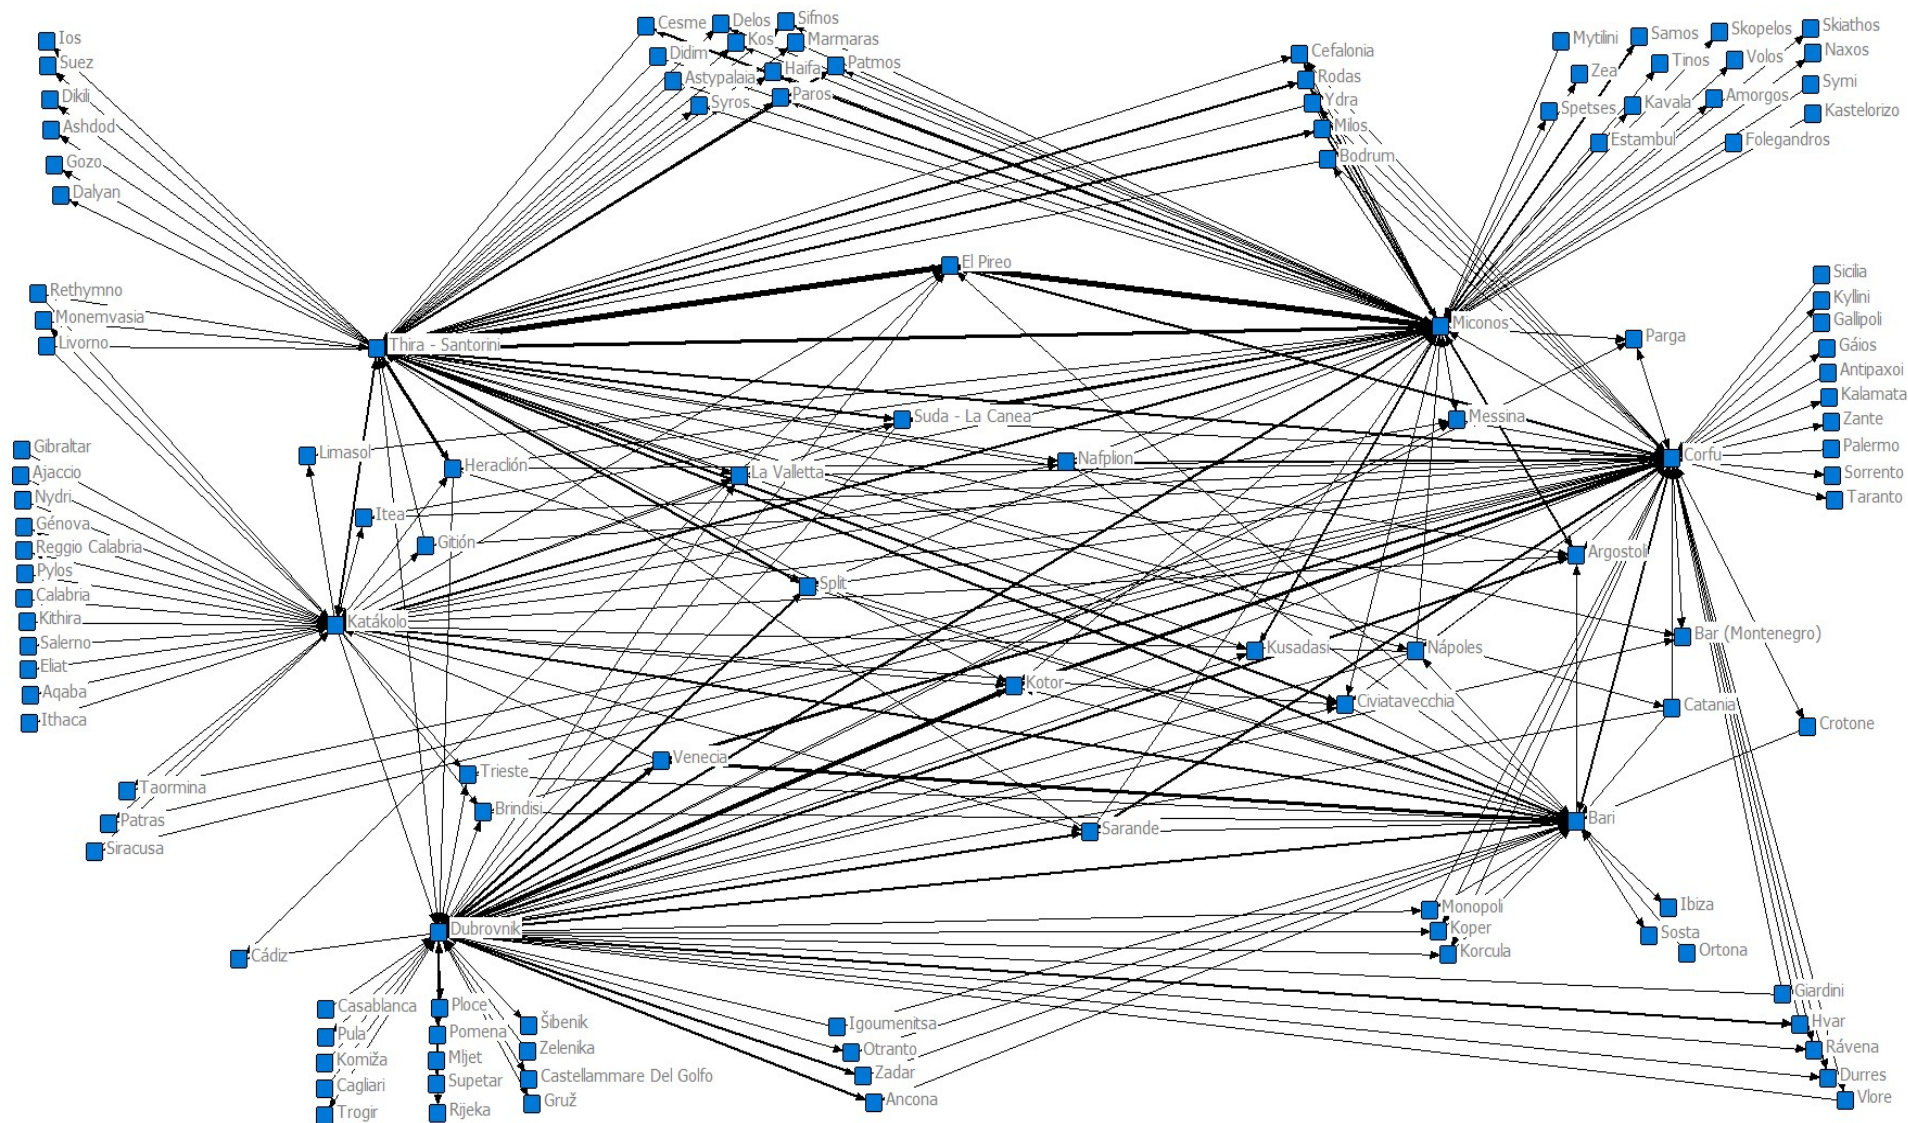 Ios
Suez
Dikili
Ashdod
Gozo
Dalyan
Cesme
Delos
Sifnos
Didim
Kos
Marmaras
Astypalaia
Haifa
Patmos
Syros
Paros
Cefalonia
Rodas
Ydra
Milos
Bodrum
Mytilini
Samos
Skopelos
Skiathos
Zea
Tinos
Volos
Naxos
Spetses
Kavala
Amorgos
Symi
Kastelorizo
Estambul
Folegandros
Rethymno
Monemvasia
Livorno
Thira - Santorini
El Pireo
Miconos
Parga
Sicilia
Kyllini
Gallipoli
Gáios
Antipaxoi
Kalamata
Zante
Palermo
Sorrento
Taranto
Suda - La Canea
Messina
Corfu
Gibraltar
Ajaccio
Nydri
Génova
Reggio Calabria
Pylos
Calabria
Kithira
Salerno
Eliat
Aqaba
Ithaca
Limasol
Heraclión
La Valletta
Nafplion
Itea
Gitión
Argostoli
Split
Katákolo
Kusadasi
Nápoles
Bar (Montenegro)
Kotor
Civiatavecchia
Catania
Crotone
Venecia
Trieste
Brindisi
Sarande
Bari
Taormina
Patras
Siracusa
Dubrovnik
Cádiz
Monopoli
Koper
Korcula
Ibiza
Sosta
Ortona
Casablanca
Pula
Komiža
Cagliari
Trogir
Ploce
Pomena
Mljet
Supetar
Rijeka
Šibenik
Zelenika
Castellammare Del Golfo
Gruž
Igoumenitsa
Otranto
Zadar
Ancona
Giardini
Hvar
Rávena
Durres
Vlore